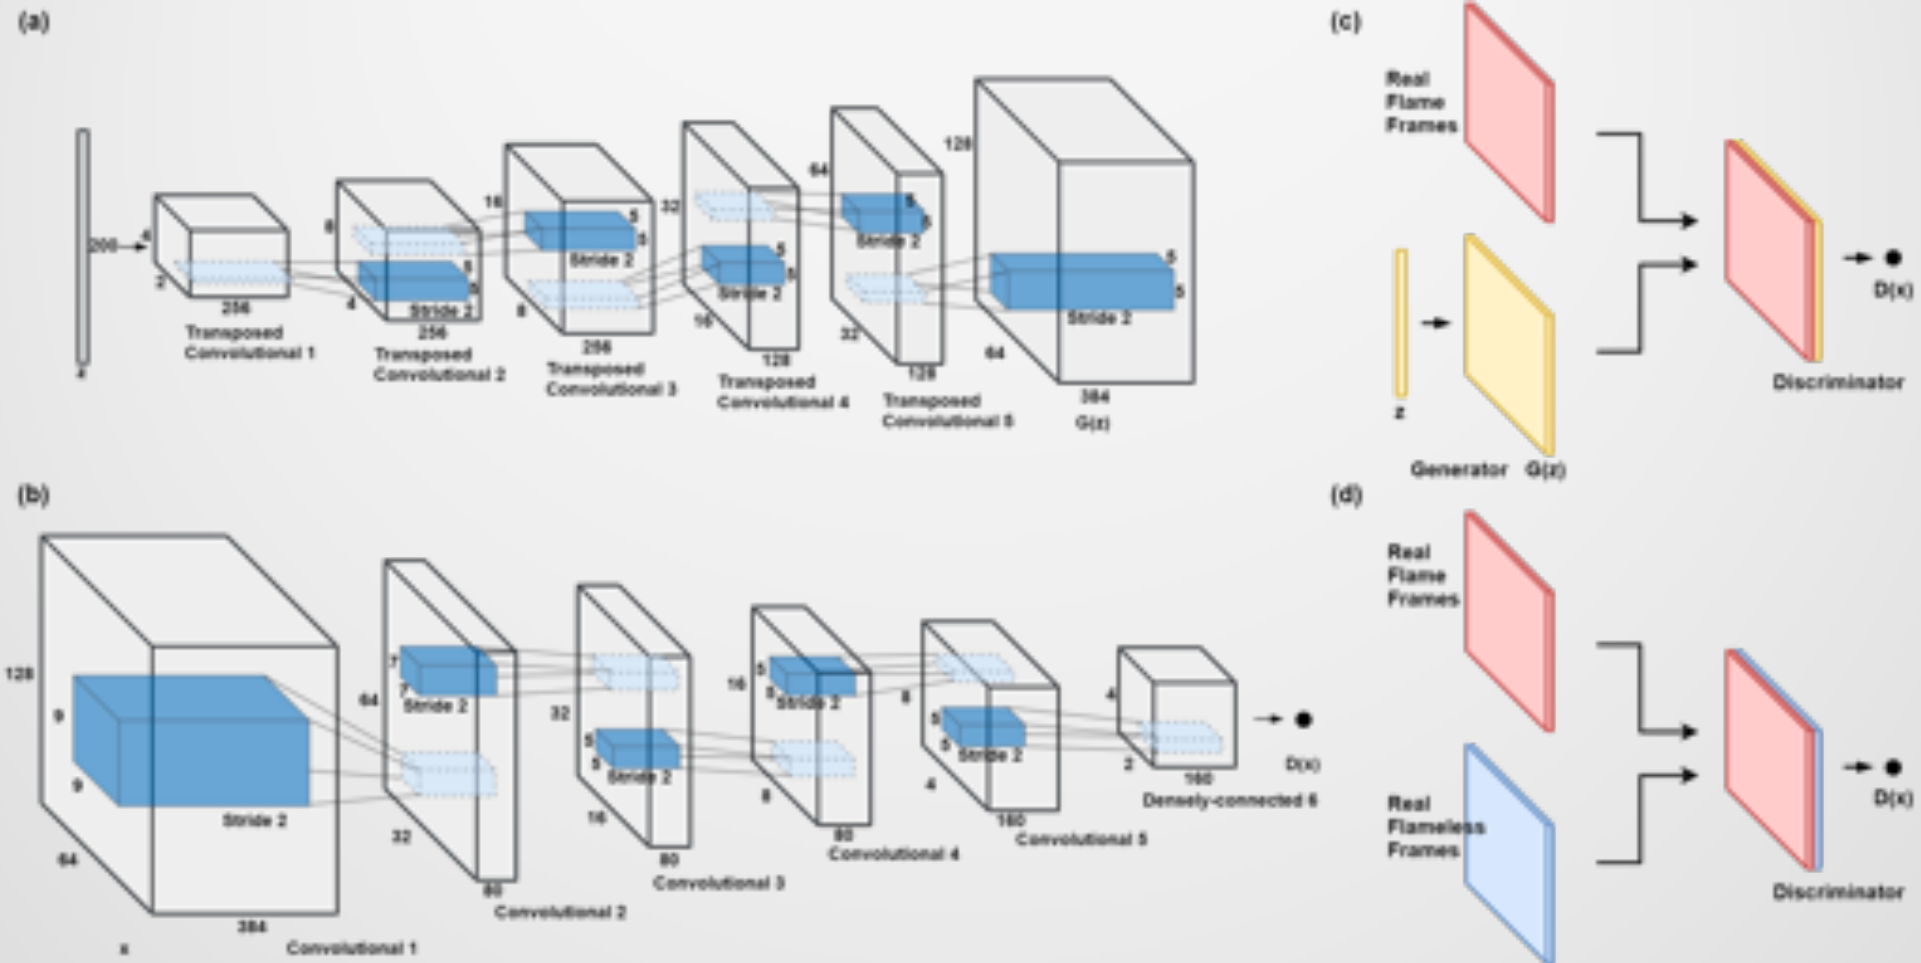 (a)
200
z
4
2
256
Transposed
Convolutional 1
8
4
5
5
Stride 2
256
Transposed
Convolutional 2
16
8
5
5
Stride 2
256
Transposed
Convolutional 3
32
16
5
5
Stride 2
128
Transposed
Convolutional 4
64
32
5
5
Stride 2
128
Transposed
Convolutional 5
128
64
5
5
Stride 2
384
G(z)
(b)
128
64
9
9
Stride 2
384
x
Convolutional 1
7
7
Stride 2
64
32
80
Convolutional 2
32
16
5
5
Stride 2
80
Convolutional 3
16
8
5
5
Stride 2
80
Convolutional 4
8
4
5
5
Stride 2
160
Convolutional 5
4
2
160
Densely-connected 6
D(x)
(c)
Real
Flame
Frames
z
Generator G(z)
D(x)
Discriminator
(d)
Real
Flame
Frames
Real
Flameless
Frames
D(x)
Discriminator